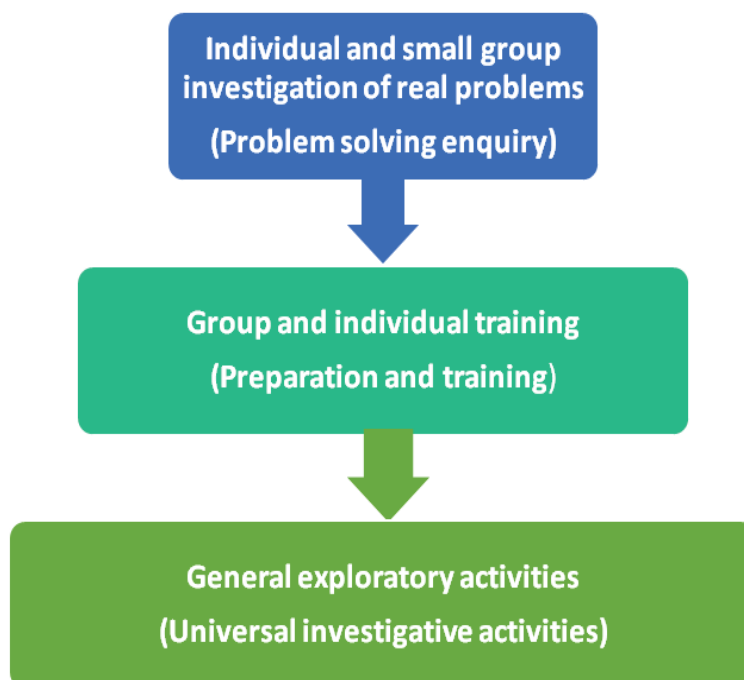 Individual and small group
investigation of real problems
(Problem solving enquiry)
Group and individual training
(Preparation and training)
General exploratory activities
(Universal investigative activities)